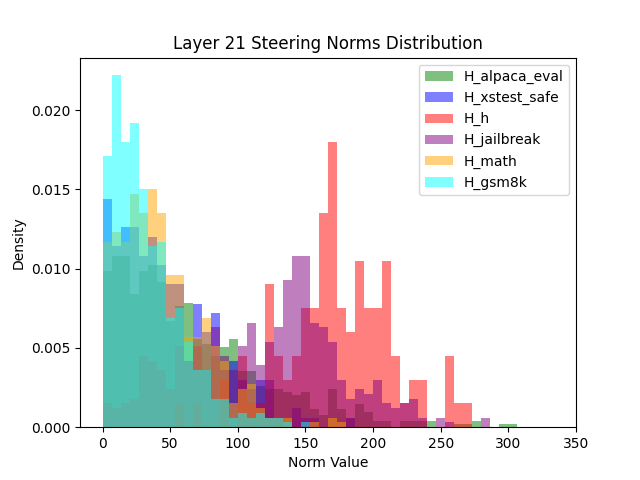 Layer 21 Steering Norms Distribution
H_alpaca_eval
H_xstest_safe
H_h
H_jailbreak
H_math
H_gsm8k
Density
0.020
0.015
0.010
0.005
0.000
0 50 100 150 200 250 300 350
Norm Value